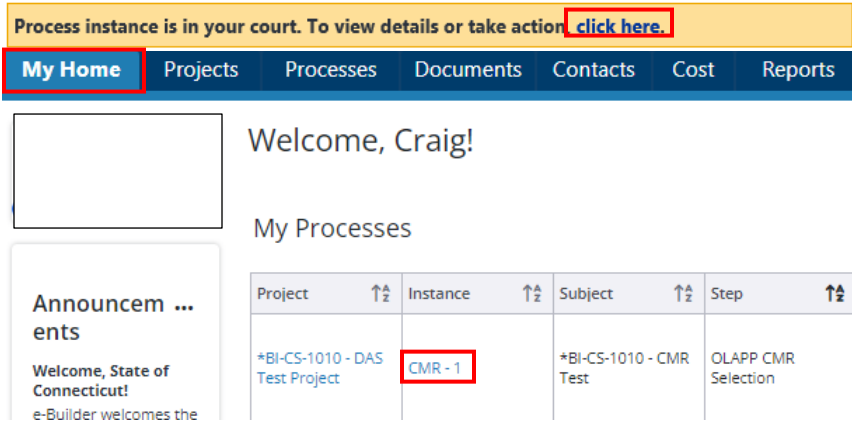 Process instance is in your court. To view details or take action, click here.
My Home Projects Processes Documents Contacts Cost Reports
Welcome, Craig!
My Processes
Announcem ...
ents
Welcome, State of
Connecticut!
e-Builder welcomes the
Project Instance Subject Step
*BI-CS-1010 - DAS
Test Project
CMR - 1
*BI-CS-1010 - CMR
Test
OLAPP CMR
Selection